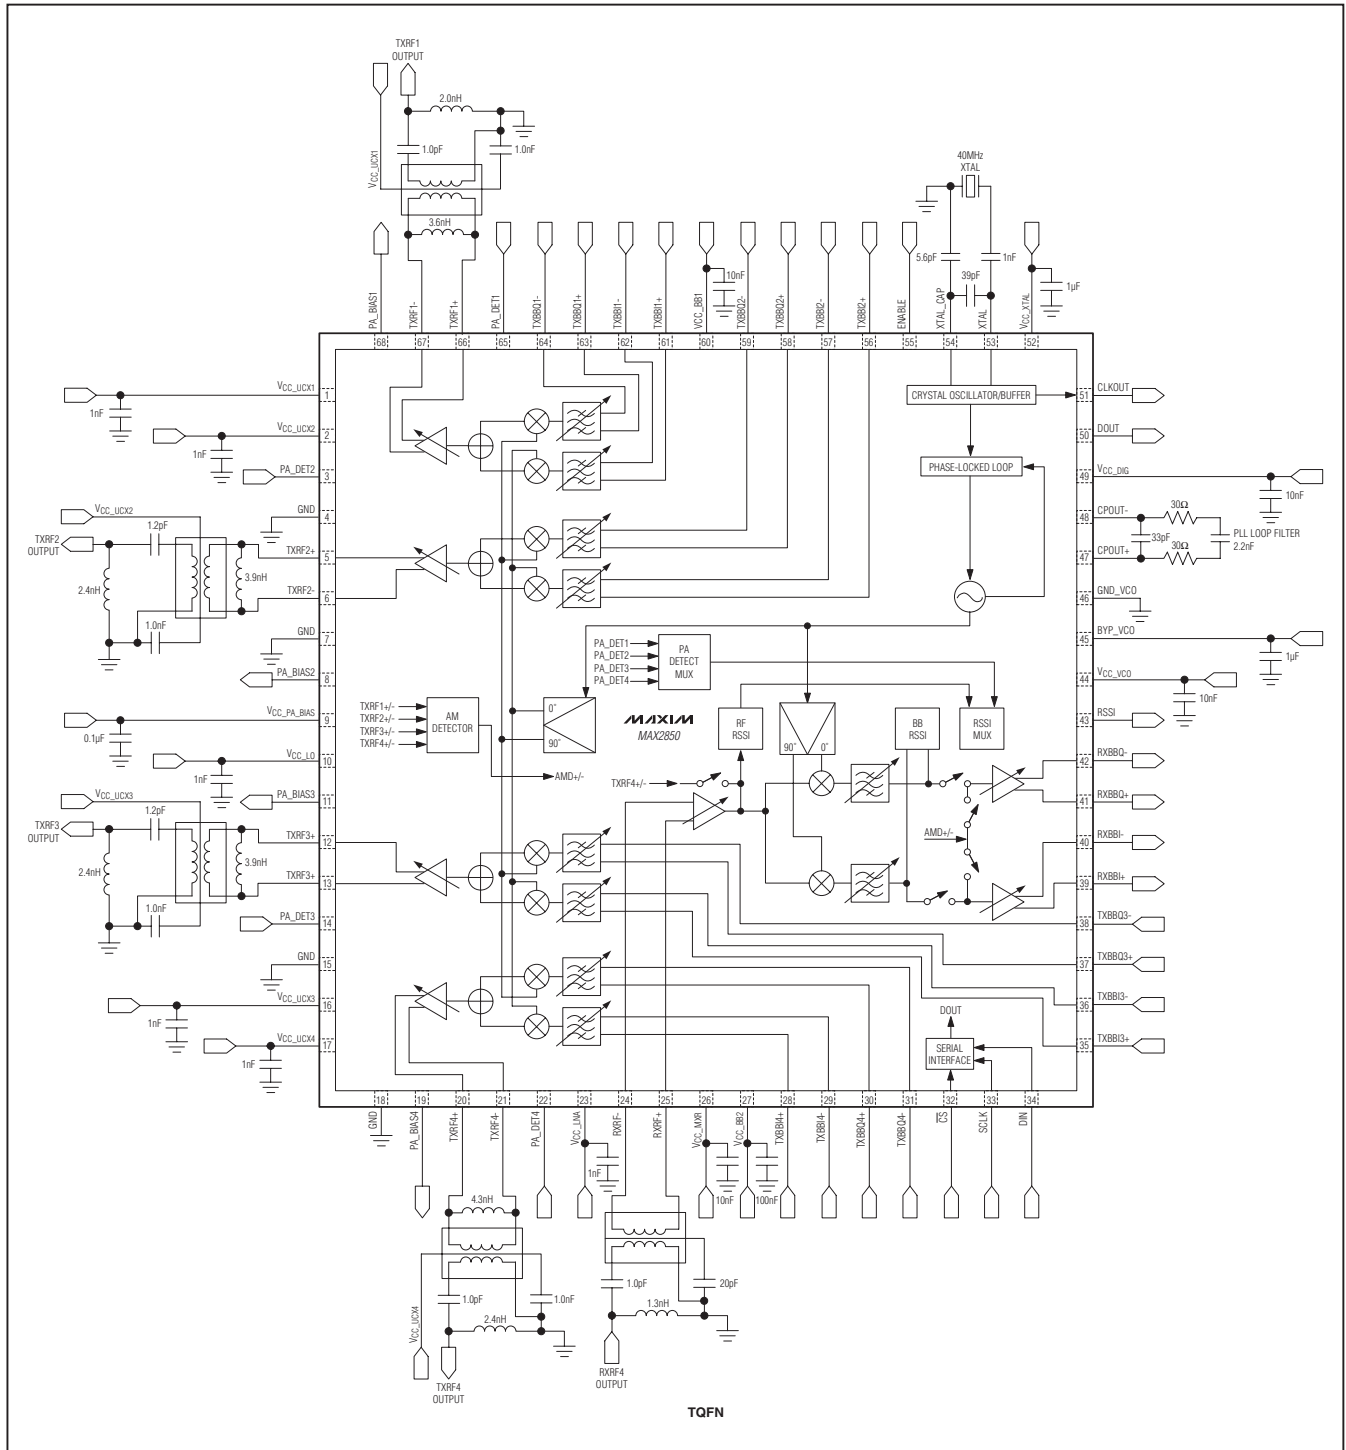 TXRF1
OUTPUT
2.0nH
1.0pF
1.0nF
VCC_UCX1
3.6nH
40MHz
XTAL
5.6pF
1nF
39pF
10nF
1µF
PA_BIAS1
TXRF1-
TXRF1+
PA_DET1
TXBBQ1-
TXBBQ1+
TXBBI1-
TXBBI1+
VCC_BB1
TXBBQ2-
TXBBQ2+
TXBBI2-
TXBBI2+
ENABLE
XTAL_CAP
XTAL
VCC_XTAL
68
67
66
65
64
63
62
61
60
59
58
57
56
55
54
53
52
VCC_UCX1
1
1nF
VCC_UCX2
2
1nF
PA_DET2
3
GND
4
VCC_UCX2
1.2pF
TXRF2
OUTPUT
TXRF2+
5
3.9nH
2.4nH
TXRF2-
6
1.0nF
GND
7
PA_BIAS2
8
VCC_PA_BIAS
9
0.1µF
VCC_LO
10
1nF
VCC_UCX3
PA_BIAS3
11
1.2pF
TXRF3
OUTPUT
TXRF3+
12
3.9nH
2.4nH
TXRF3+
13
1.0nF
PA_DET3
14
GND
15
VCC_UCX3
16
1nF
VCC_UCX4
17
1nF
CRYSTAL OSCILLATOR/BUFFER
PHASE-LOCKED LOOP
PA_DET1
PA_DET2
PA_DET3
PA_DET4
PA
DETECT
MUX
TXRF1+/-
TXRF2+/-
TXRF3+/-
TXRF4+/-
AM
DETECTOR
AMD+/-
0°
90°
MAXIM
MAX2850
RF
RSSI
90°
0°
BB
RSSI
RSSI
MUX
TXRF4+/-
AMD+/-
DOUT
SERIAL
INTERFACE
51
CLKOUT
50
DOUT
49
VCC_DIG
10nF
48
CPOUT-
30Ω
33pF
PLL LOOP FILTER
2.2nF
30Ω
47
CPOUT+
46
GND_VCO
45
BYP_VCO
1µF
44
VCC_VCO
10nF
43
RSSI
42
RXBBQ-
41
RXBBQ+
40
RXBBI-
39
RXBBI+
38
TXBBQ3-
37
TXBBQ3+
36
TXBBI3-
35
TXBBI3+
18
19
20
21
22
23
24
25
26
27
28
29
30
31
32
33
34
GND
PA_BIAS4
TXRF4+
TXRF4-
PA_DET4
VCC_LNA
RXRF-
RXRF+
VCC_MXR
VCC_BB2
TXBBI4+
TXBBI4-
TXBBQ4+
TXBBQ4-
CS
SCLK
DIN
1nF
10nF
100nF
4.3nH
1.0pF
1.0nF
VCC_UCX4
2.4nH
TXRF4
OUTPUT
1.0pF
20pF
1.3nH
RXRF4
OUTPUT
TQFN